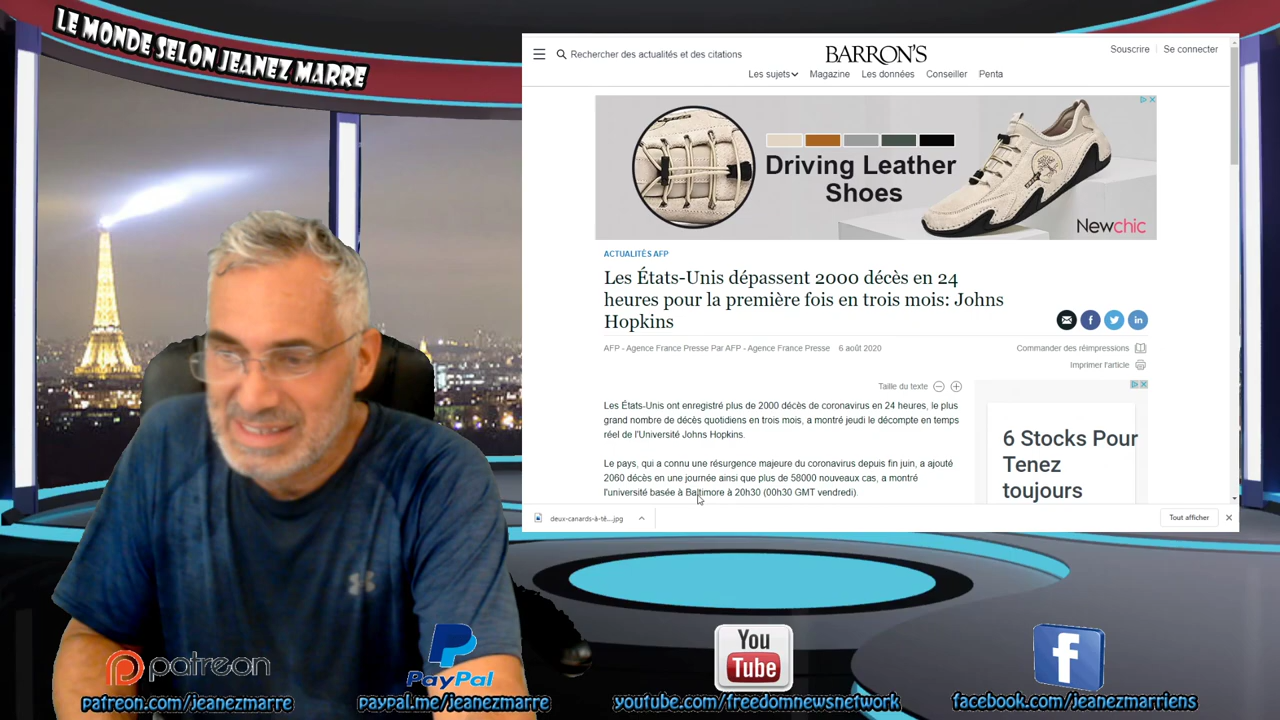 LE MONDE SELON JEANEZ MARRE
Rechercher des actualités et des citations
BARRON'S
Souscrire
Se connecter
Les sujets
Magazine
Les données
Conseiller
Penta
Driving Leather
Shoes
Newchic
ACTUALITÉS AFP
Les États-Unis dépassent 2000 décès en 24
heures pour la première fois en trois mois: Johns
Hopkins
AFP - Agence France Presse Par AFP - Agence France Presse 6 août 2020
Commander des réimpressions
Imprimer l'article
Taille du texte
Les États-Unis ont enregistré plus de 2000 décès de coronavirus en 24 heures, le plus
grand nombre de décès quotidiens en trois mois, a montré jeudi le décompte en temps
réel de l'Université Johns Hopkins.
Le pays, qui a connu une résurgence majeure du coronavirus depuis fin juin, a ajouté
2060 décès en une journée ainsi que plus de 58000 nouveaux cas, a montré
l'université basée à Baltimore à 20h30 (00h30 GMT vendredi).
6 Stocks Pour
Tenez
toujours
deux-canards-à-tê....jpg
Tout afficher
patreon
PayPal
You
Tube
f
patreon.com/jeanezmarre
paypal.me/jeanezmarre
youtube.com/freedomnewsnetwork
facebook.com/jeanezmarriens